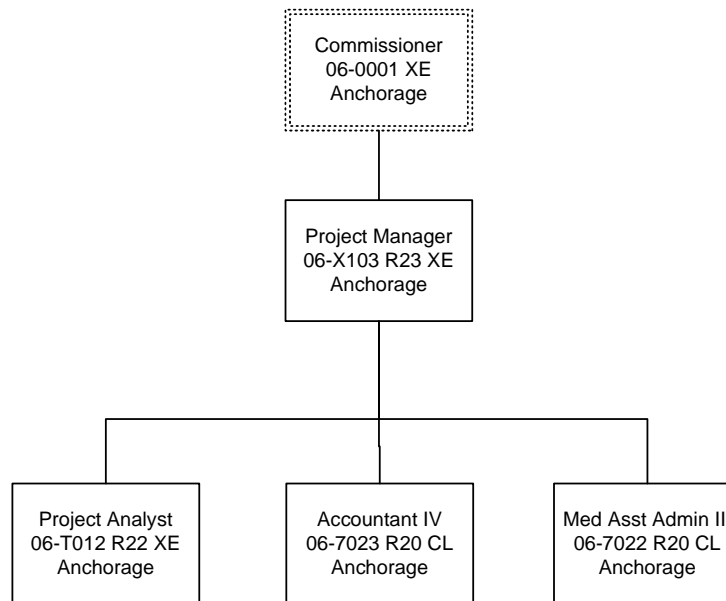 Commissioner
06-0001 XE
Anchorage
Project Manager
06-X103 R23 XE
Anchorage
Project Analyst
06-T012 R22 XE
Anchorage
Accountant IV
06-7023 R20 CL
Anchorage
Med Asst Admin II
06-7022 R20 CL
Anchorage